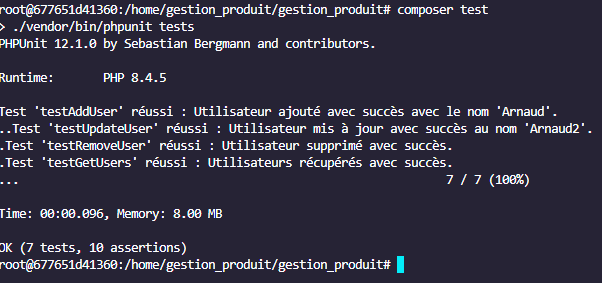 root@677651d41360:/home/gestion_produit/gestion_produit# composer test
> ./vendor/bin/phpunit tests
PHPUnit 12.1.0 by Sebastian Bergmann and contributors.
Runtime:       PHP 8.4.5
Test 'testAddUser' réussi : Utilisateur ajouté avec succès avec le nom 'Arnaud'.
..Test 'testUpdateUser' réussi : Utilisateur mis à jour avec succès au nom 'Arnaud2'.
.Test 'testRemoveUser' réussi : Utilisateur supprimé avec succès.
.Test 'testGetUsers' réussi : Utilisateurs récupérés avec succès.
...                                                                 7 / 7 (100%)
Time: 00:00.096, Memory: 8.00 MB
OK (7 tests, 10 assertions)
root@677651d41360:/home/gestion_produit/gestion_produit#